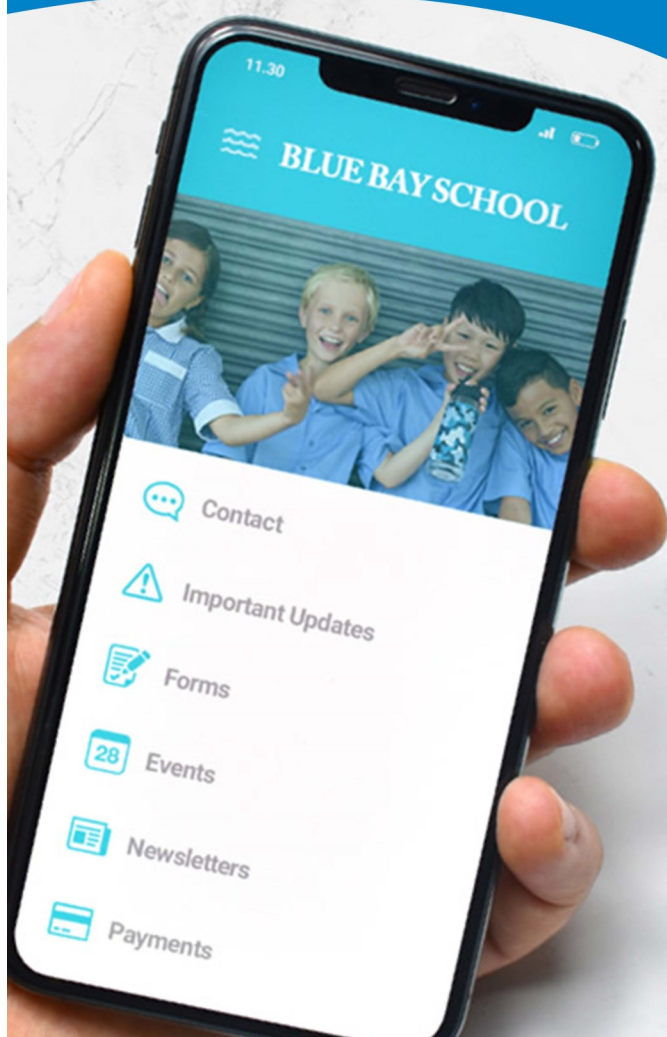 11.30
BLUE BAY SCHOOL
Contact
Important Updates
Forms
28
Events
Newsletters
Payments